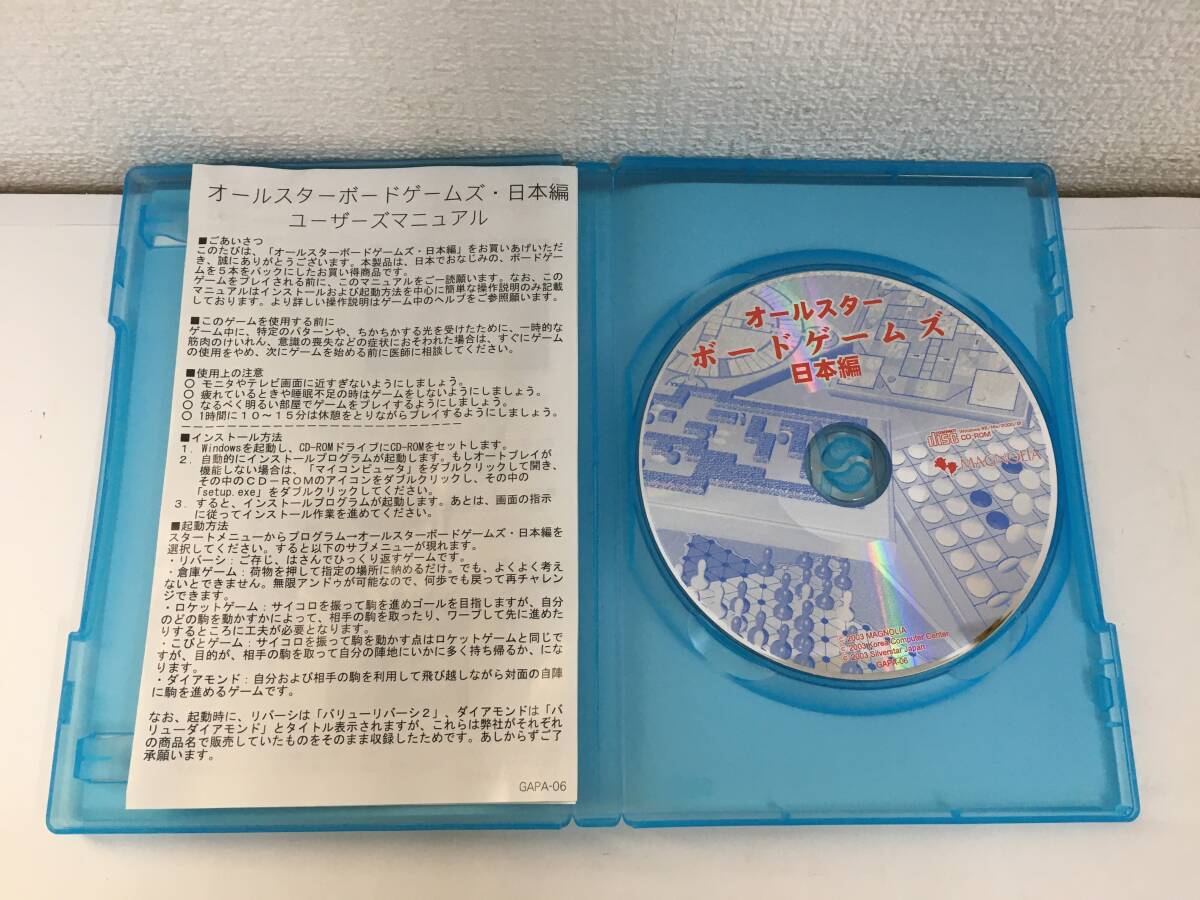 オールスターボードゲームズ・日本編
ユーザーズマニュアル
■ごあいさつ
このたびは、「オールスターボードゲームズ・日本編」をお買いあげいただ
き、誠にありがとうございます。本製品は、日本でおなじみの、ボードゲー
ムを5本をパックにしたお買い得商品です。
ゲームをプレイされる前に、このマニュアルをご一読願います。なお、この
マニュアルはインストールおよび起動方法を中心に簡単な操作説明のみ記載
しております。より詳しい操作説明はゲーム中のヘルプをご参照願います。
■このゲームを使用する前に
ゲーム中に、特定のパターンや、ちかちかする光を受けたために、一時的な
筋肉のけいれん、意識の喪失などの症状におそわれた場合は、すぐにゲーム
の使用をやめ、次にゲームを始める前に医師に相談してください。
■使用上の注意
○ モニタやテレビ画面に近すぎないようにしましょう。
○ 疲れているときや睡眠不足の時はゲームをしないようにしましょう。
○ なるべく明るい部屋でゲームをプレイするようにしましょう。
○ 1時間に10〜15分は休憩をとりながらプレイするようにしましょう。
■インストール方法
1. Windowsを起動し、CD-ROMドライブにCD-ROMをセットします。
2. 自動的にインストールプログラムが起動します。もしオートプレイが
機能しない場合は、「マイコンピュータ」をダブルクリックして開き、
その中のCD-ROMのアイコンをダブルクリックし、その中の
「setup.exe」をダブルクリックしてください。
3. すると、インストールプログラムが起動します。あとは、画面の指示
に従ってインストール作業を進めてください。
■起動方法
スタートメニューからプログラム→オールスターボードゲームズ・日本編を
選択してください。すると以下のサブメニューが現れます。
・リバーシ：ご存じ、はさんでひっくり返すゲームです。
・倉庫ゲーム：荷物を押して指定の場所に納めるだけ。でも、よくよく考え
ないとできません。無限アンドゥが可能なので、何歩でも戻って再チャレン
ジできます。
・ロケットゲーム：サイコロを振って駒を進めゴールを目指しますが、自分
のどの駒を動かすかによって、相手の駒を取ったり、ワープして先に進めた
りするところに工夫が必要となります。
・こびとゲーム：サイコロを振って駒を動かす点はロケットゲームと同じで
すが、目的が、相手の駒を取って自分の陣地にいかに多く持ち帰るか、にな
ります。
・ダイアモンド：自分および相手の駒を利用して飛び越しながら対面の自陣
に駒を進めるゲームです。
なお、起動時に、リバーシは「バリューリバーシ2」、ダイアモンドは「バ
リューダイアモンド」とタイトル表示されますが、これらは弊社がそれぞれ
の商品名で販売していたものをそのまま収録したためです。あしからずご了
承願います。
GAPA-06
オールスター
ボードゲームズ
日本編
COMPACT
disc
CD-ROM
MAGNOLIA
© 2003 MAGNOLIA
© 2003 Korea Computer Center
© 2003 Silverstar Japan
GAPA-06